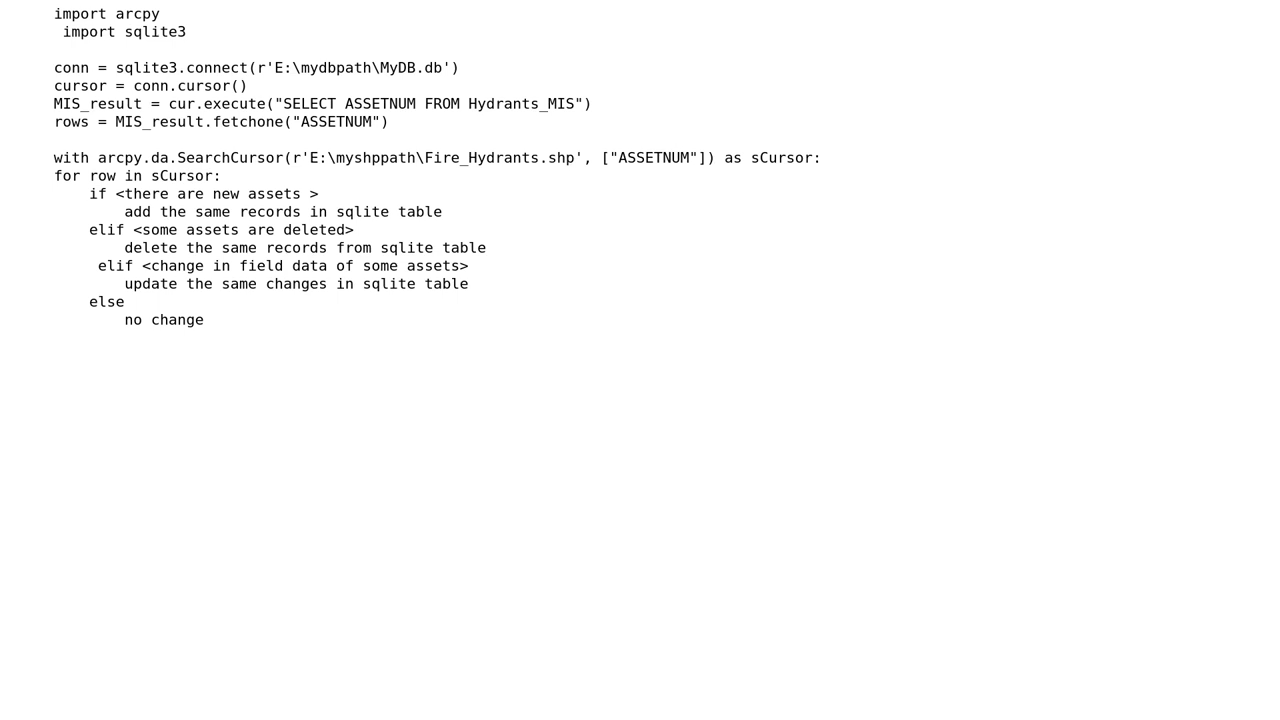 import arcpy
 import sqlite3

conn = sqlite3.connect(r'E:\mydbpath\MyDB.db')
cursor = conn.cursor()
MIS_result = cur.execute("SELECT ASSETNUM FROM Hydrants_MIS")
rows = MIS_result.fetchone("ASSETNUM")

with arcpy.da.SearchCursor(r'E:\myshppath\Fire_Hydrants.shp', ["ASSETNUM"]) as sCursor:
for row in sCursor:
    if <there are new assets >
        add the same records in sqlite table
    elif <some assets are deleted>
        delete the same records from sqlite table
     elif <change in field data of some assets>
        update the same changes in sqlite table
    else
        no change